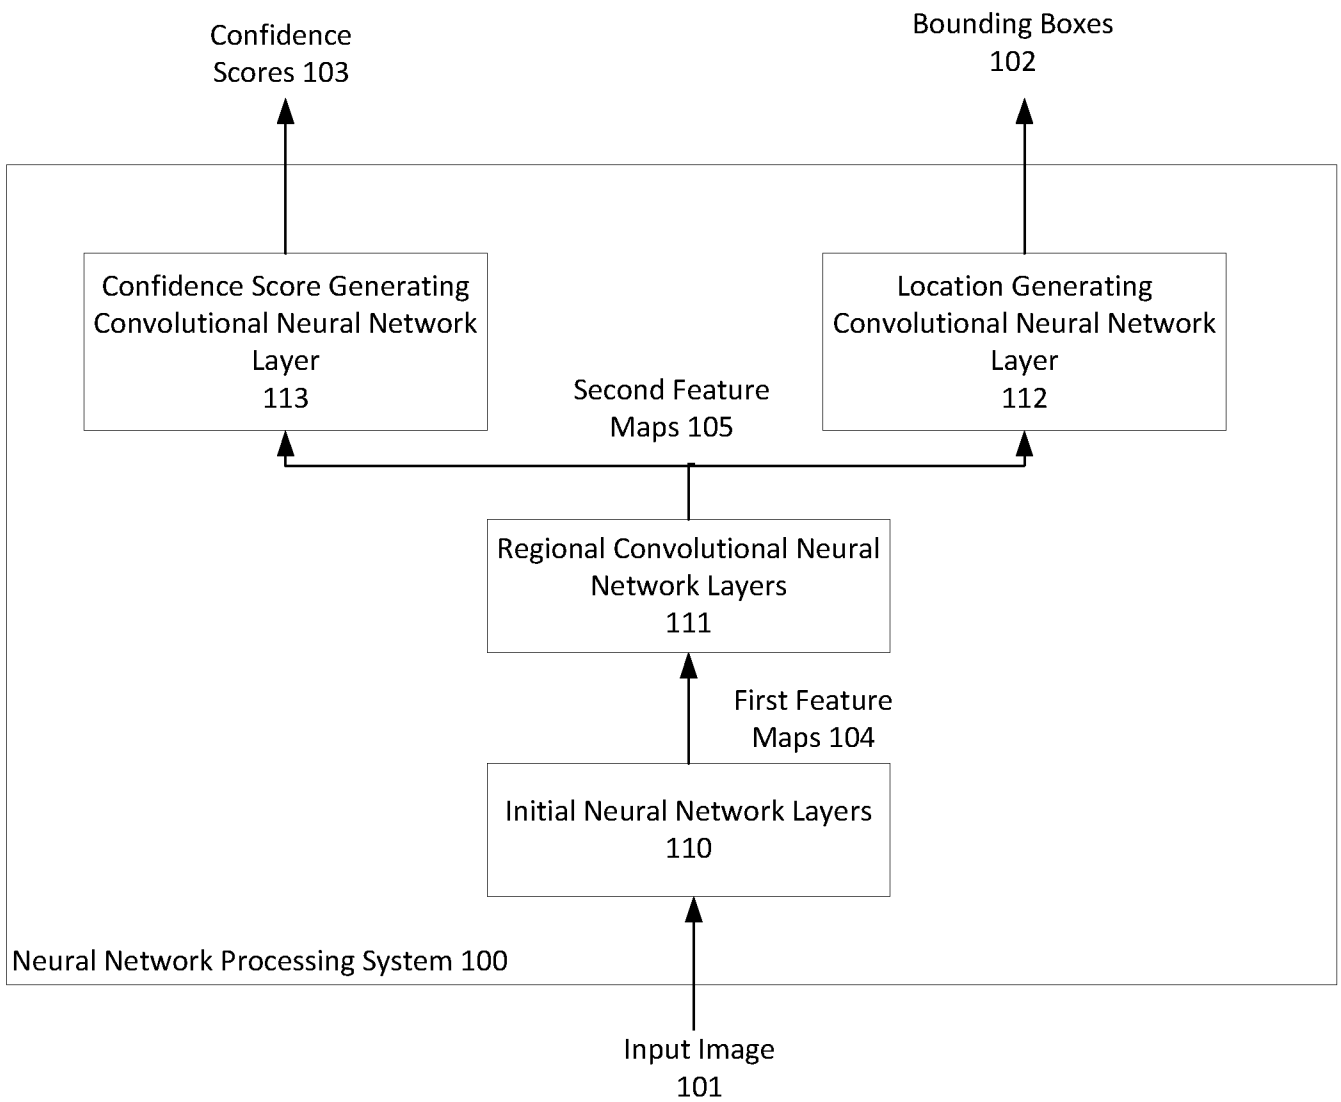 Confidence
Scores 103
Bounding Boxes
102
Confidence Score Generating
Convolutional Neural Network
Layer
113
Location Generating
Convolutional Neural Network
Layer
112
Second Feature
Maps 105
Regional Convolutional Neural
Network Layers
111
First Feature
Maps 104
Initial Neural Network Layers
110
Neural Network Processing System 100
Input Image
101